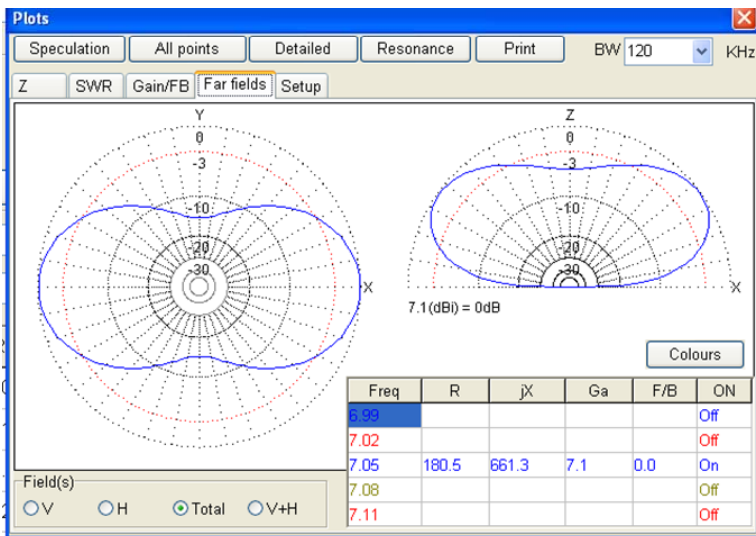 Plots
Speculation All points Detailed Resonance Print BW 120 KHz
Z SWR Gain/FB Far fields Setup
Y
0
-3
-10
-20
-30
X
Z
0
-3
-10
-20
-30
X
7.1(dBi) = 0dB
Colours
Freq R jX Ga F/B ON
6.99 Off
7.02 Off
7.05 180.5 661.3 7.1 0.0 On
7.08 Off
7.11 Off
Field(s)
V H Total V+H